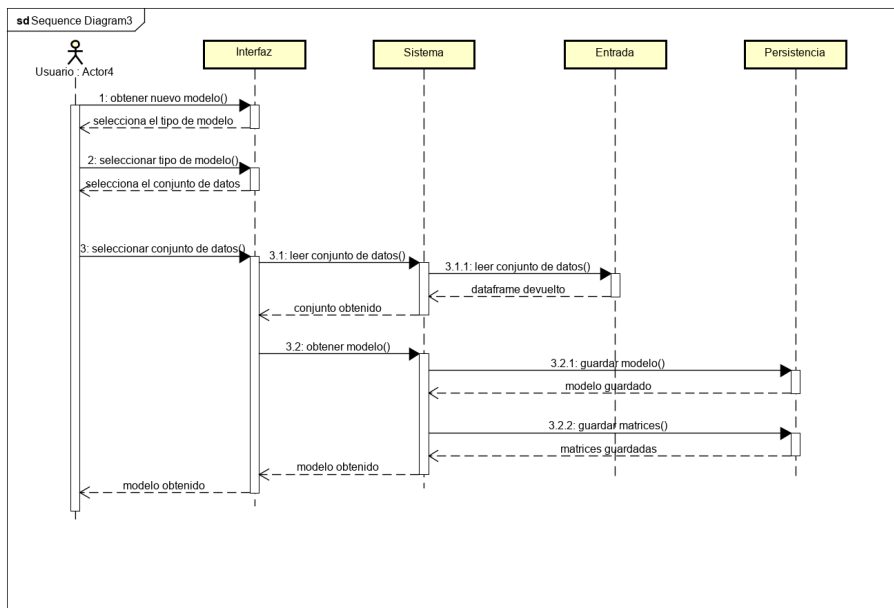 sd Sequence Diagram3
Usuario : Actor4
Interfaz
Sistema
Entrada
Persistencia
1: obtener nuevo modelo()
selecciona el tipo de modelo
2: seleccionar tipo de modelo()
selecciona el conjunto de datos
3: seleccionar conjunto de datos()
3.1: leer conjunto de datos()
3.1.1: leer conjunto de datos()
dataframe devuelto
conjunto obtenido
3.2: obtener modelo()
3.2.1: guardar modelo()
modelo guardado
3.2.2: guardar matrices()
matrices guardadas
modelo obtenido
modelo obtenido